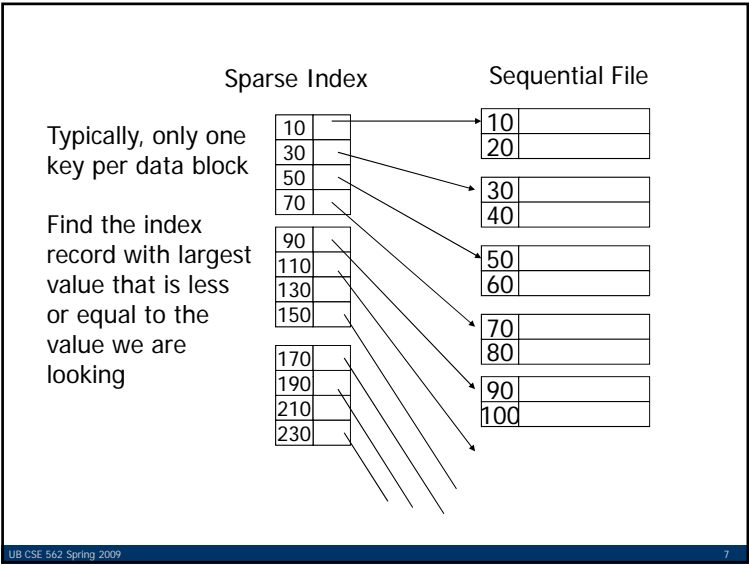 Sparse Index
Sequential File
Typically, only one
key per data block
Find the index
record with largest
value that is less
or equal to the
value we are
looking
10
30
50
70
90
110
130
150
170
190
210
230
10
20
30
40
50
60
70
80
90
100
UB CSE 562 Spring 2009
7